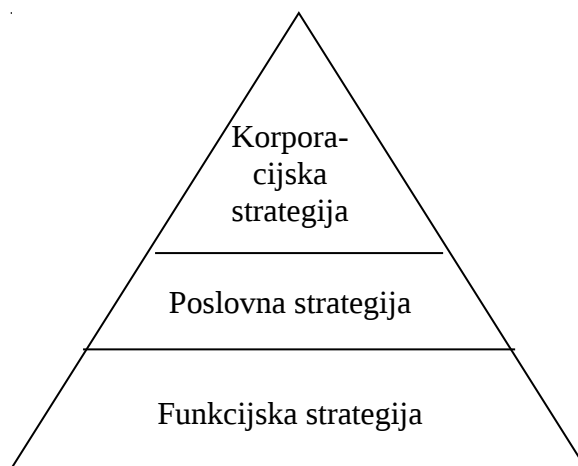 Korpora-
cijska
strategija
Poslovna strategija
Funkcijska strategija